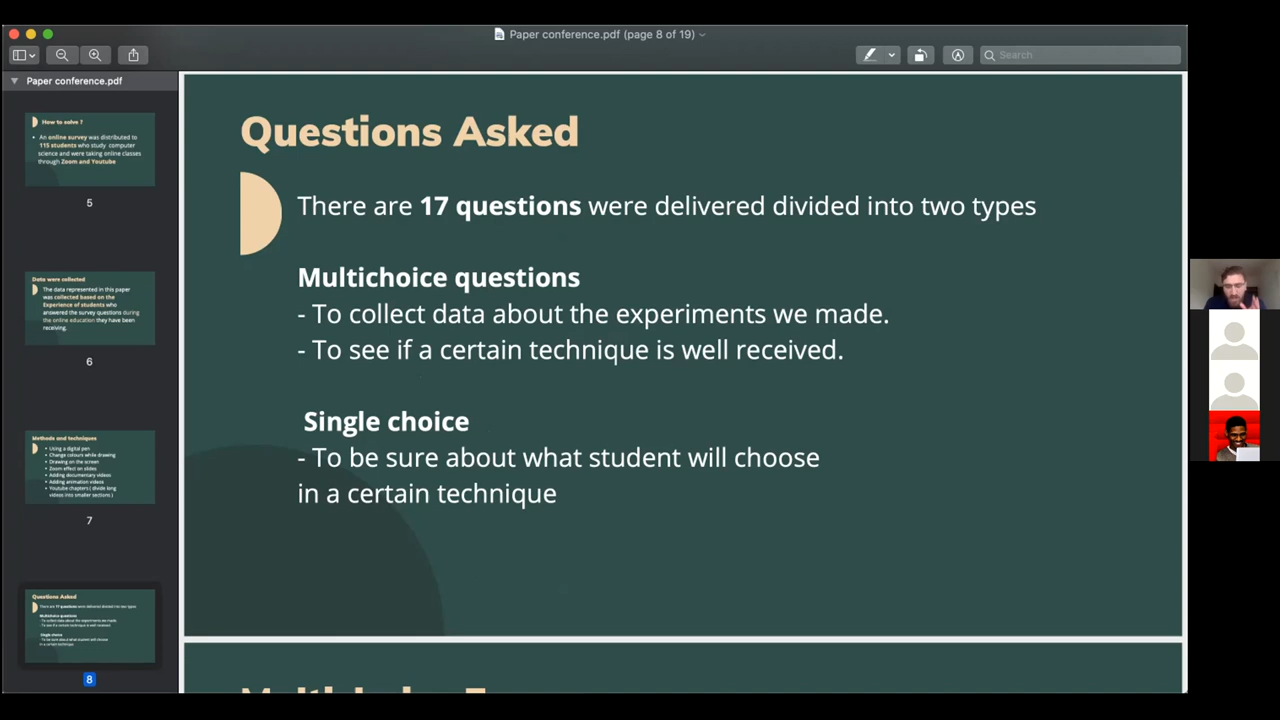 Paper conference.pdf (page 8 of 19)
Search
Paper conference.pdf
How to solve ?
An online survey was distributed to
115 students who study computer
science and were taking online classes
through Zoom and Youtube
5
Data were collected
The data represented in this paper
was collected based on the
Experience of students who
answered the survey questions during
the online education they have been
receiving.
6
Methods and techniques
Using a digital pen
Change colours while drawing
Drawing on the screen
Zoom effect on slides
Adding documentary videos
Adding animation videos
Youtube chapters ( divide long
videos into smaller sections )
7
Questions Asked
There are 17 questions were delivered divided into two types
Multichoice questions
- To collect data about the experiments we made.
- To see if a certain technique is well received.
Single choice
- To be sure about what student will choose
in a certain technique
8
Questions Asked
There are 17 questions were delivered divided into two types
Multichoice questions
- To collect data about the experiments we made.
- To see if a certain technique is well received.
Single choice
- To be sure about what student will choose
in a certain technique